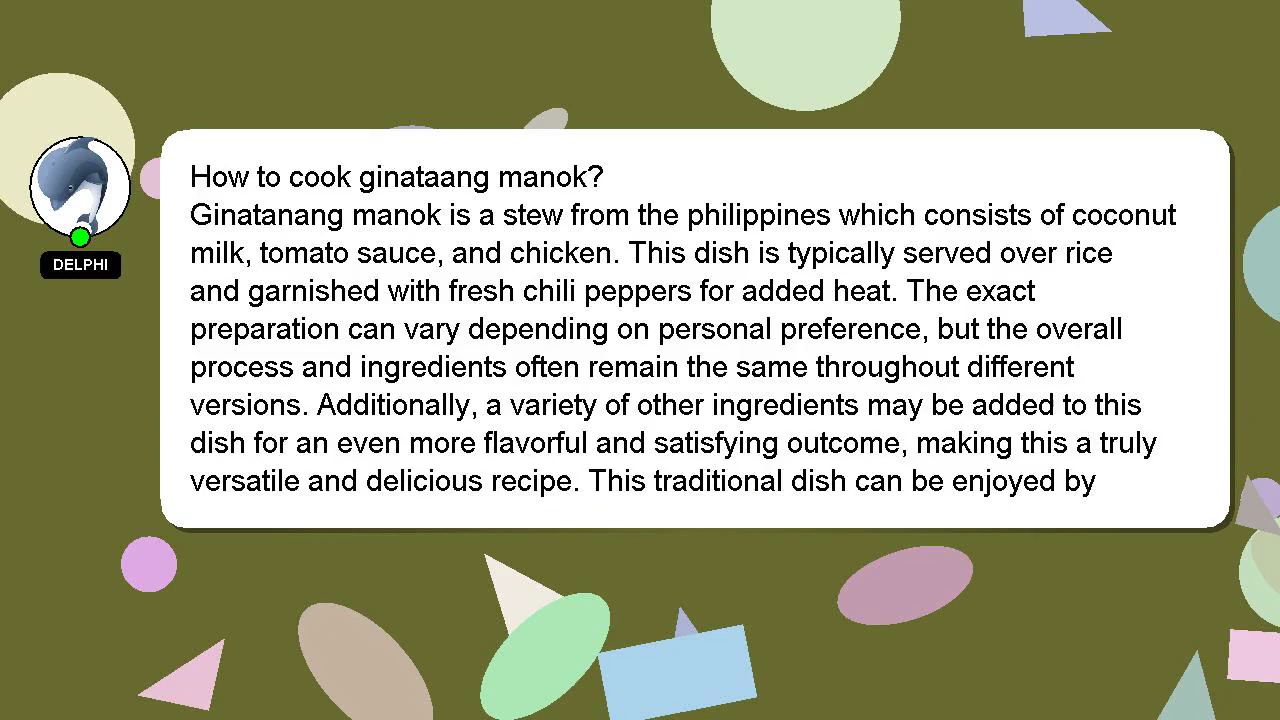 How to cook ginataang manok?
Ginatanang manok is a stew from the philippines which consists of coconut
milk, tomato sauce, and chicken. This dish is typically served over rice
and garnished with fresh chili peppers for added heat. The exact
preparation can vary depending on personal preference, but the overall
process and ingredients often remain the same throughout different
versions. Additionally, a variety of other ingredients may be added to this
dish for an even more flavorful and satisfying outcome, making this a truly
versatile and delicious recipe. This traditional dish can be enjoyed by
DELPHI